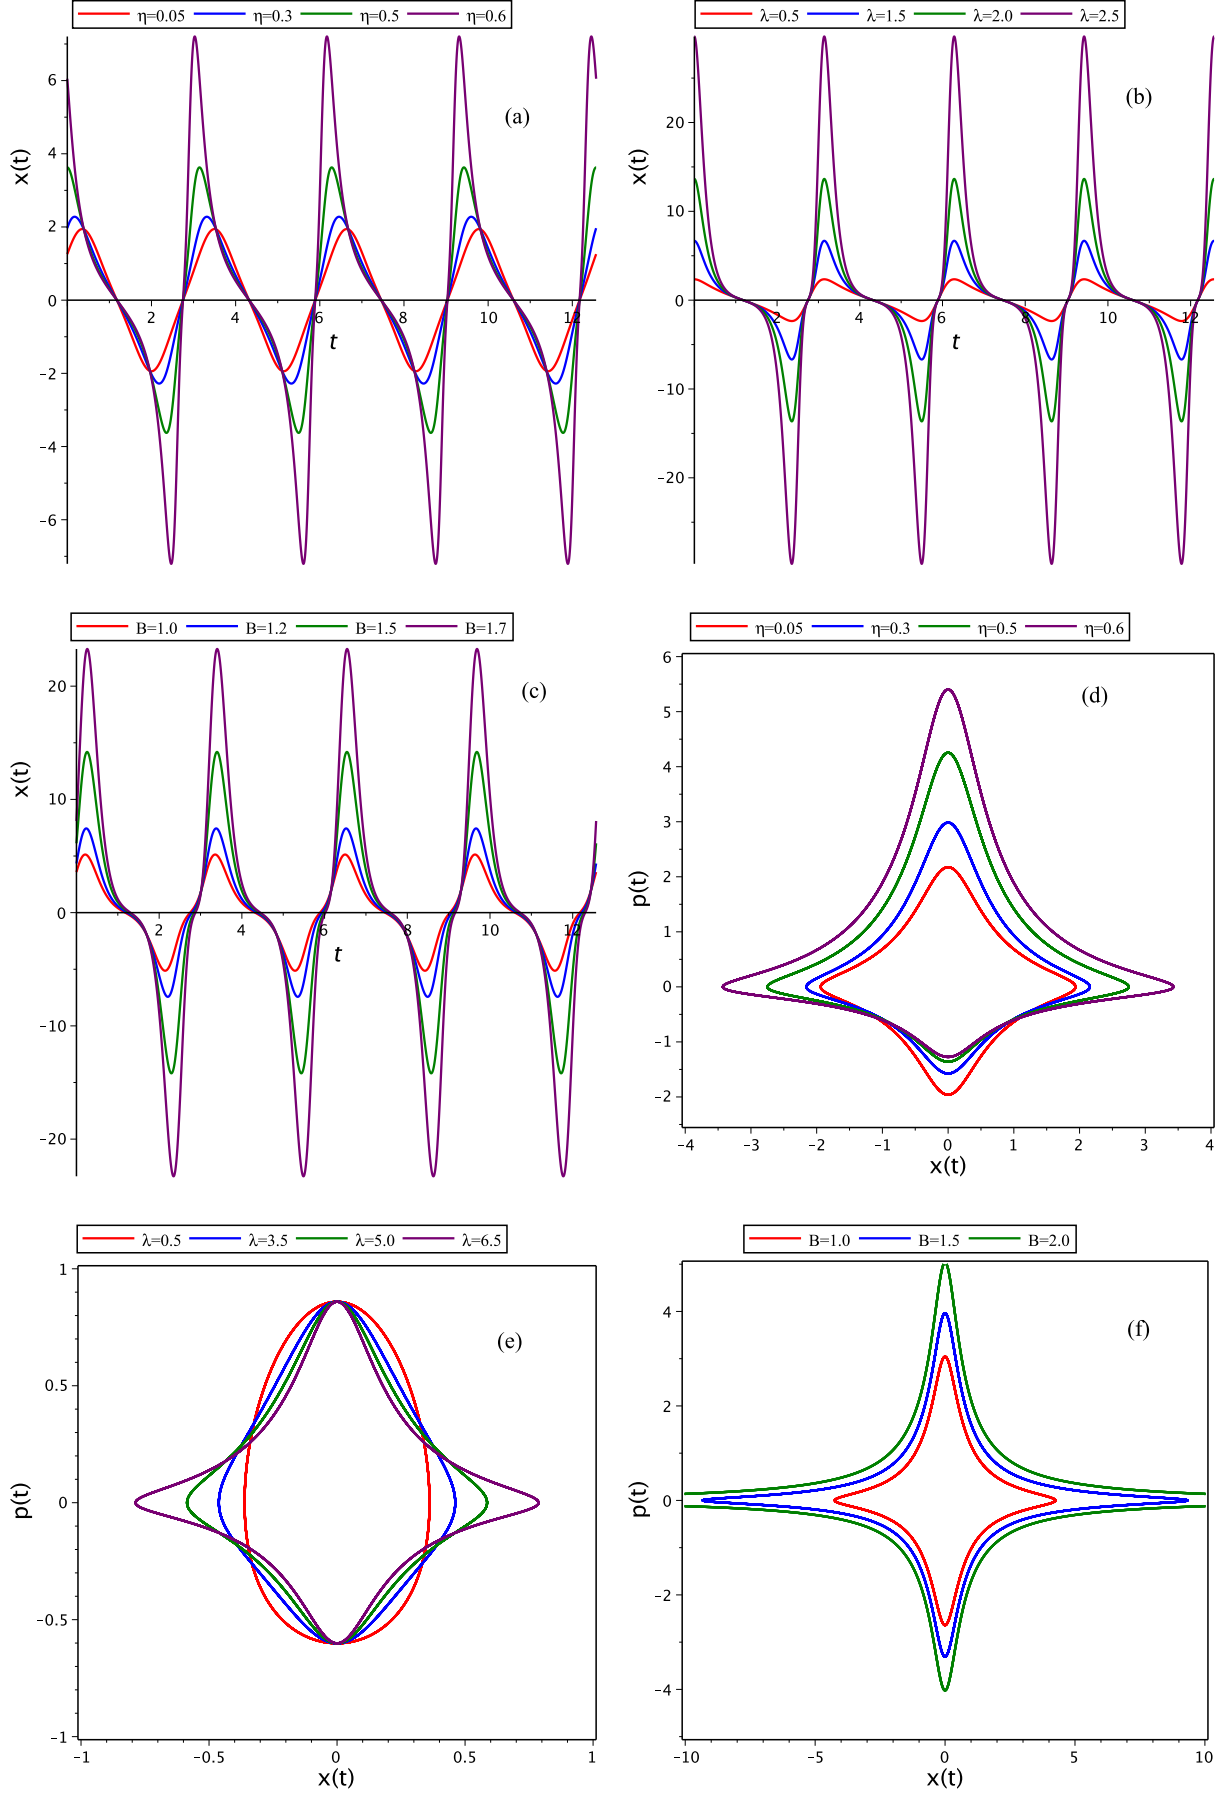 η=0.05 η=0.3 η=0.5 η=0.6
(a)
x(t)
6
4
2
0
−2
−4
−6
2 4 6 8 10 12
t
λ=0.5 λ=1.5 λ=2.0 λ=2.5
(b)
x(t)
20
10
0
−10
−20
2 4 6 8 10 12
t
B=1.0 B=1.2 B=1.5 B=1.7
(c)
x(t)
20
10
0
−10
−20
2 4 6 8 10 12
t
η=0.05 η=0.3 η=0.5 η=0.6
(d)
p(t)
6
5
4
3
2
1
0
−1
−2
−4 −3 −2 −1 0 1 2 3 4
x(t)
λ=0.5 λ=3.5 λ=5.0 λ=6.5
(e)
p(t)
1
0.5
0
−0.5
−1
−1 −0.5 0 0.5 1
x(t)
B=1.0 B=1.5 B=2.0
(f)
p(t)
4
2
0
−2
−4
−10 −5 0 5 10
x(t)